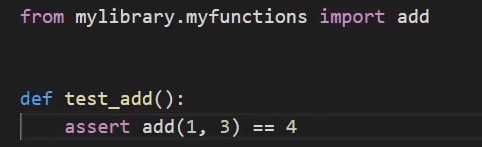 from mylibrary.myfunctions import add
def test_add():
    assert add(1, 3) == 4